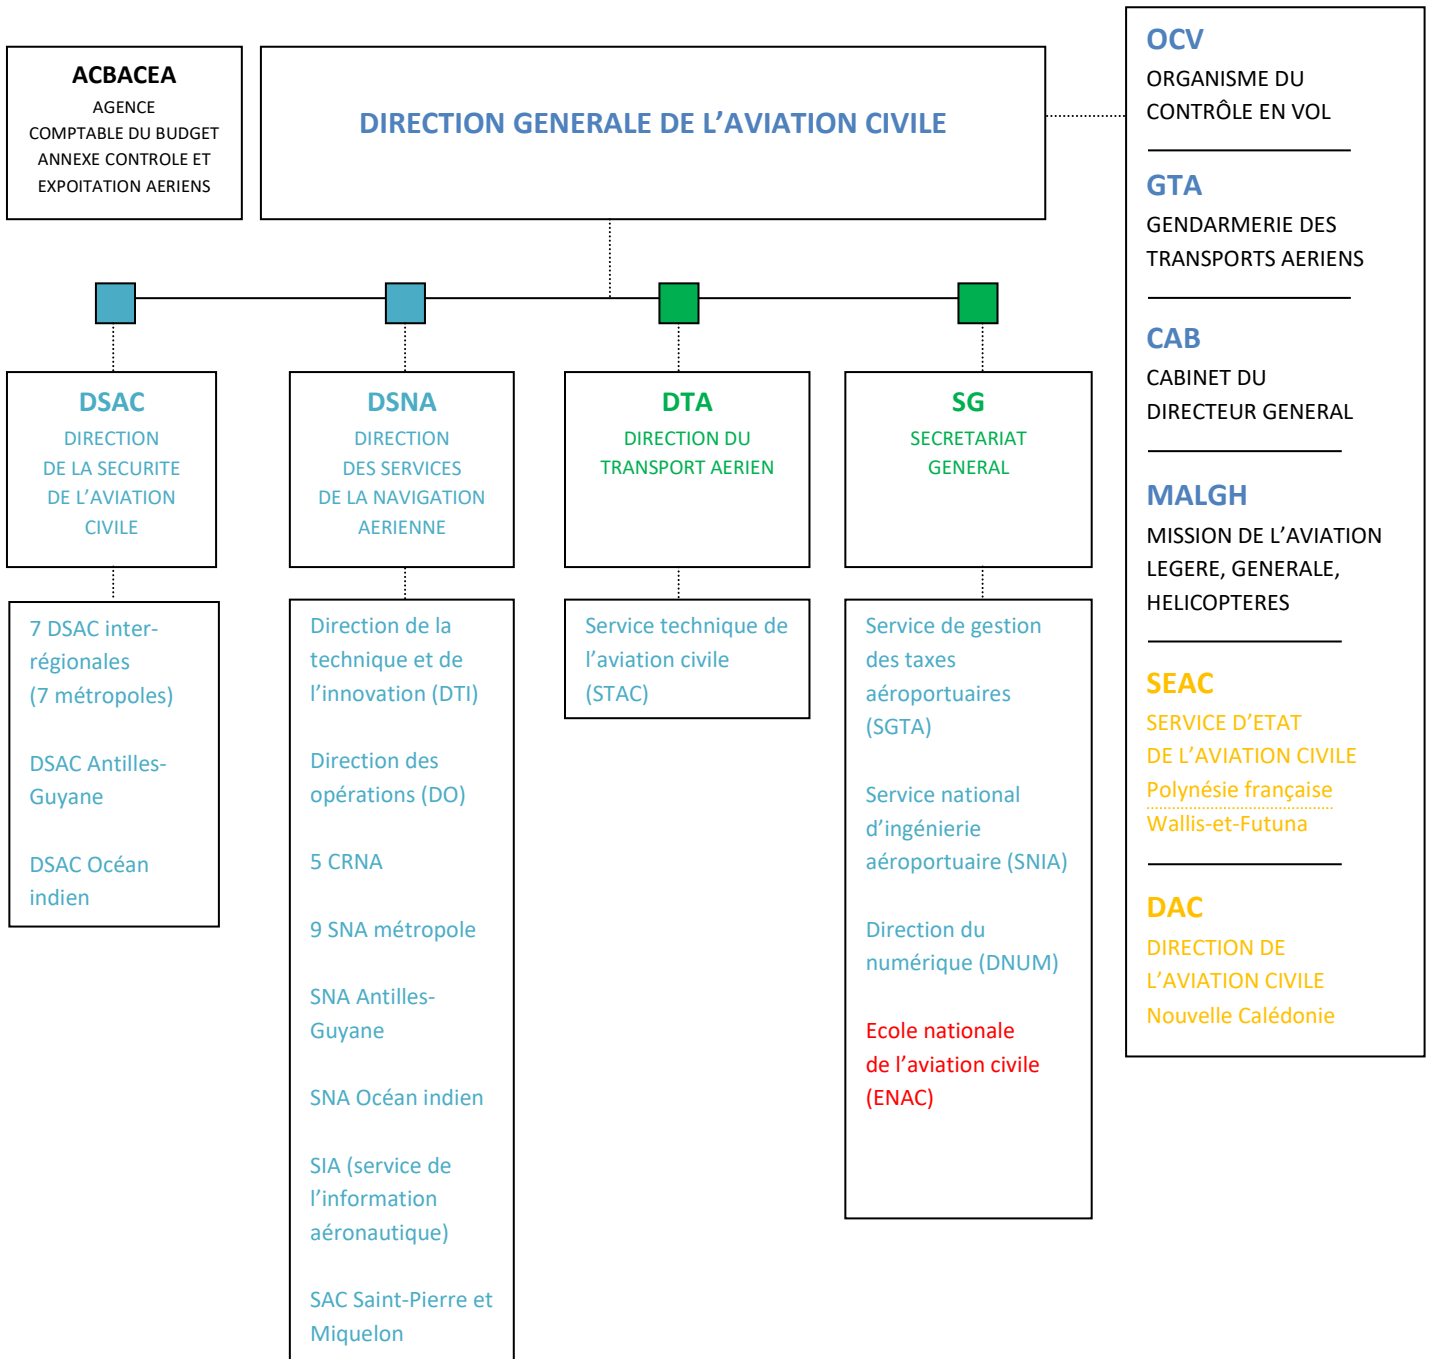 ACBACEA
AGENCE
COMPTABLE DU BUDGET
ANNEXE CONTROLE ET
EXPOITATION AERIENS
DIRECTION GENERALE DE L’AVIATION CIVILE
OCV
ORGANISME DU
CONTRÔLE EN VOL
GTA
GENDARMERIE DES
TRANSPORTS AERIENS
CAB
CABINET DU
DIRECTEUR GENERAL
MALGH
MISSION DE L’AVIATION
LEGERE, GENERALE,
HELICOPTERES
SEAC
SERVICE D’ETAT
DE L’AVIATION CIVILE
Polynésie française
Wallis-et-Futuna
DAC
DIRECTION DE
L’AVIATION CIVILE
Nouvelle Calédonie
DSAC
DIRECTION
DE LA SECURITE
DE L’AVIATION
CIVILE
7 DSAC inter-
régionales
(7 métropoles)
DSAC Antilles-
Guyane
DSAC Océan
indien
DSNA
DIRECTION
DES SERVICES
DE LA NAVIGATION
AERIENNE
Direction de la
technique et de
l’innovation (DTI)
Direction des
opérations (DO)
5 CRNA
9 SNA métropole
SNA Antilles-
Guyane
SNA Océan indien
SIA (service de
l’information
aéronautique)
SAC Saint-Pierre et
Miquelon
DTA
DIRECTION DU
TRANSPORT AERIEN
Service technique de
l’aviation civile
(STAC)
SG
SECRETARIAT
GENERAL
Service de gestion
des taxes
aéroportuaires
(SGTA)
Service national
d’ingénierie
aéroportuaire (SNIA)
Direction du
numérique (DNUM)
Ecole nationale
de l’aviation civile
(ENAC)